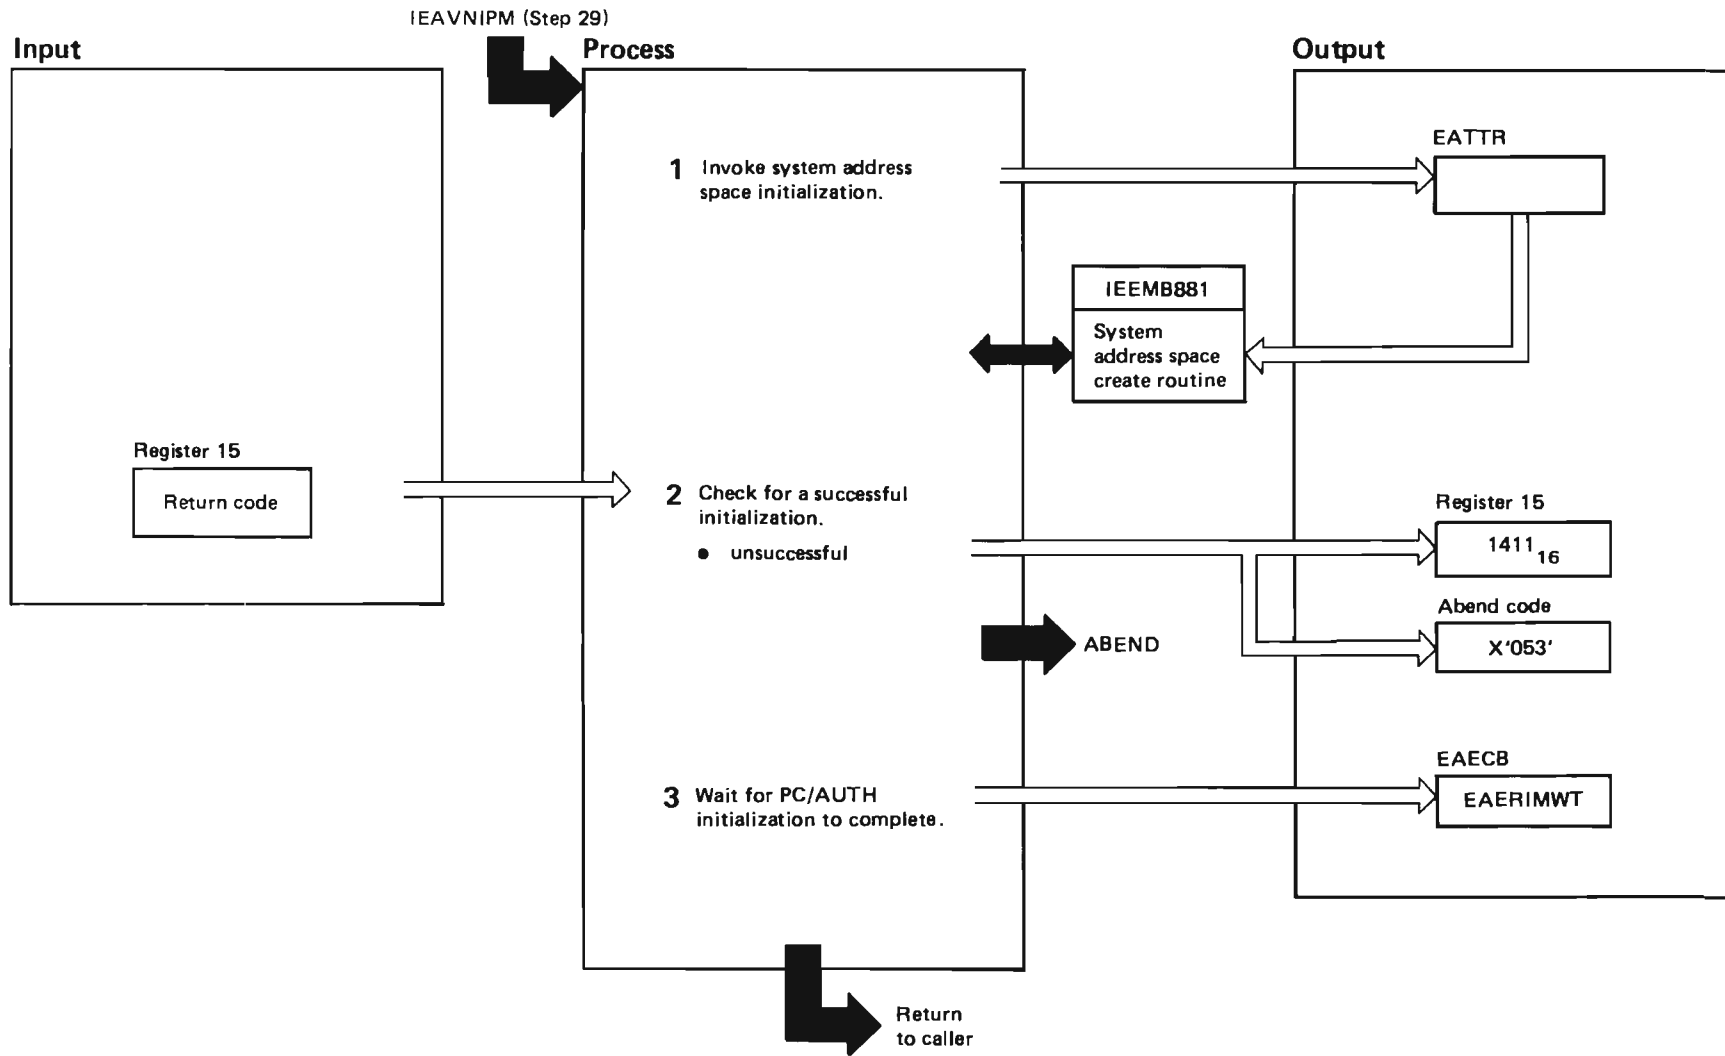 IEAVNIPM (Step 29)
Input
Process
Output
1 Invoke system address
space initialization.
EATTR
IEEMB881
System
address space
create routine
Register 15
Return code
2 Check for a successful
initialization.
● unsuccessful
Register 15
1411₁₆
Abend code
X'053'
ABEND
3 Wait for PC/AUTH
initialization to complete.
EAECB
EAERIMWT
Return
to caller